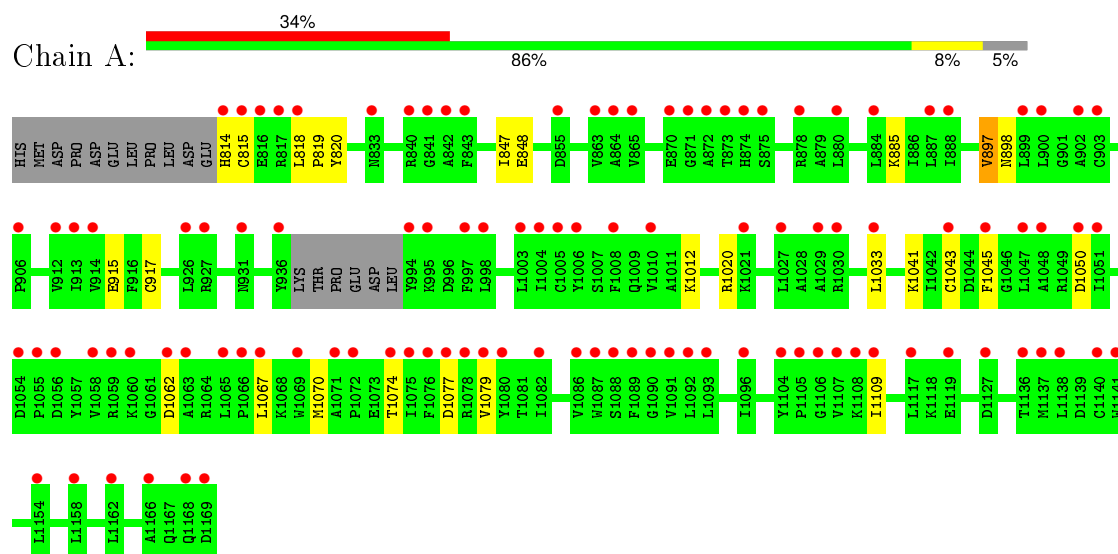 34%
Chain A:
86% 8% 5%
HIS MET ASP PRO ASP GLU LEU PRO LEU ASP GLU H814 C815 E816 R817 L818 P819 Y820 N833 R840 G841 A842 F843 I847 E848 D855 V863 A864 V865 E870 G871 A872 T873 H874 S875 R878 A879 L880 L884 K885 I886 L887 I888 V897 N898 L899 L900 G901 A902 C903
P906 V912 I913 V914 E915 F916 C917 L926 R927 N931 Y936 LYS THR PRO GLU ASP LEU Y994 K995 D996 F997 L998 L1003 I1004 C1005 Y1006 S1007 F1008 Q1009 V1010 A1011 K1012 R1020 K1021 L1027 A1028 A1029 R1030 L1033 K1041 I1042 C1043 D1044 F1045 G1046 L1047 A1048 R1049 D1050 I1051
D1054 P1055 D1056 Y1057 V1058 R1059 K1060 G1061 D1062 A1063 R1064 L1065 P1066 L1067 K1068 W1069 M1070 A1071 P1072 E1073 T1074 I1075 F1076 D1077 R1078 V1079 Y1080 T1081 I1082 V1086 W1087 S1088 F1089 G1090 V1091 L1092 L1093 I1096 Y1104 P1105 G1106 V1107 K1108 I1109 L1117 K1118 E1119 D1127 T1136 M1137 L1138 D1139 C1140 W1141
L1154 L1158 L1162 A1166 Q1167 Q1168 D1169